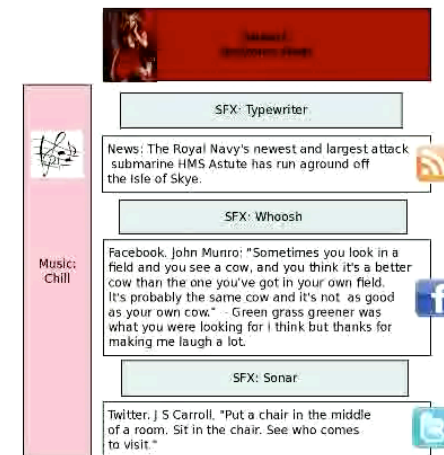 SFX: Typewriter
News: The Royal Navy's newest and largest attack
submarine HMS Astute has run aground off
the Isle of Skye.
SFX: Whoosh
Music:
Chill
Facebook. John Munro: "Sometimes you look in a
field and you see a cow, and you think it's a better
cow than the one you've got in your own field.
It's probably the same cow and it's not as good
as your own cow." - Green grass greener was
what you were looking for I think but thanks for
making me laugh a lot.
SFX: Sonar
Twitter. J S Carroll, "Put a chair in the middle
of a room. Sit in the chair. See who comes
to visit."